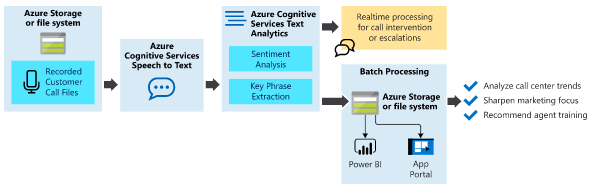 Azure Storage
or file system
Recorded
Customer
Call Files
Azure
Cognitive Services
Speech to Text
Azure Cognitive
Services Text
Analytics
Sentiment
Analysis
Key Phrase
Extraction
Realtime processing
for call intervention
or escalations
Batch Processing
Azure Storage
or file system
Power BI
App
Portal
Analyze call center trends
Sharpen marketing focus
Recommend agent training